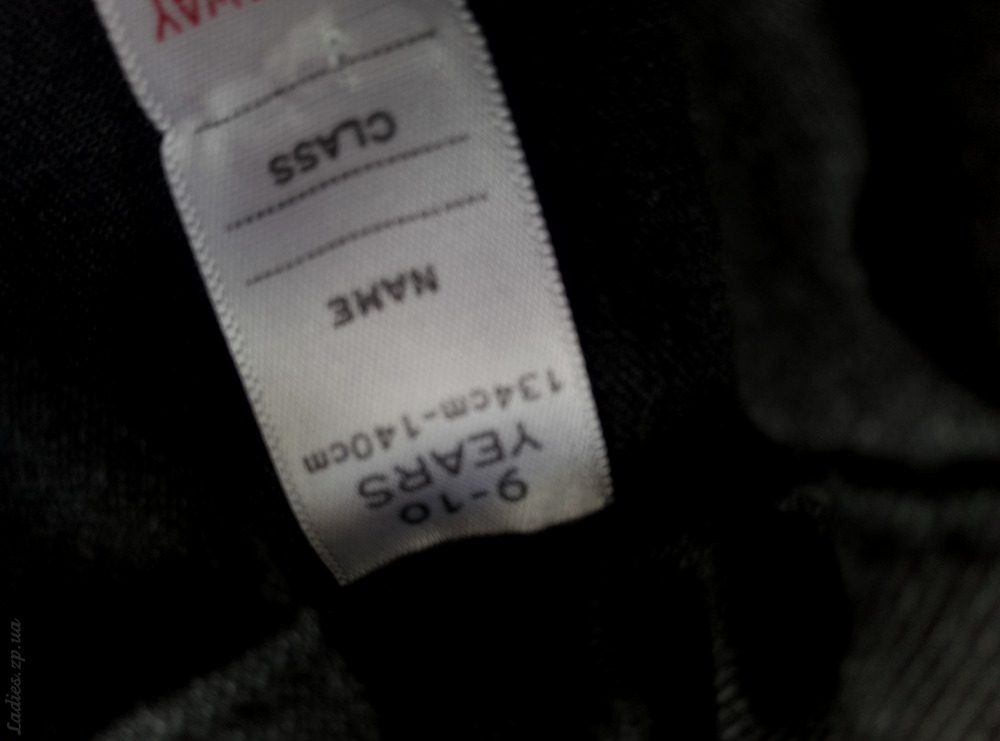 9-10
YEARS
134cm-140cm
NAME
CLASS
Ladies.zp.ua